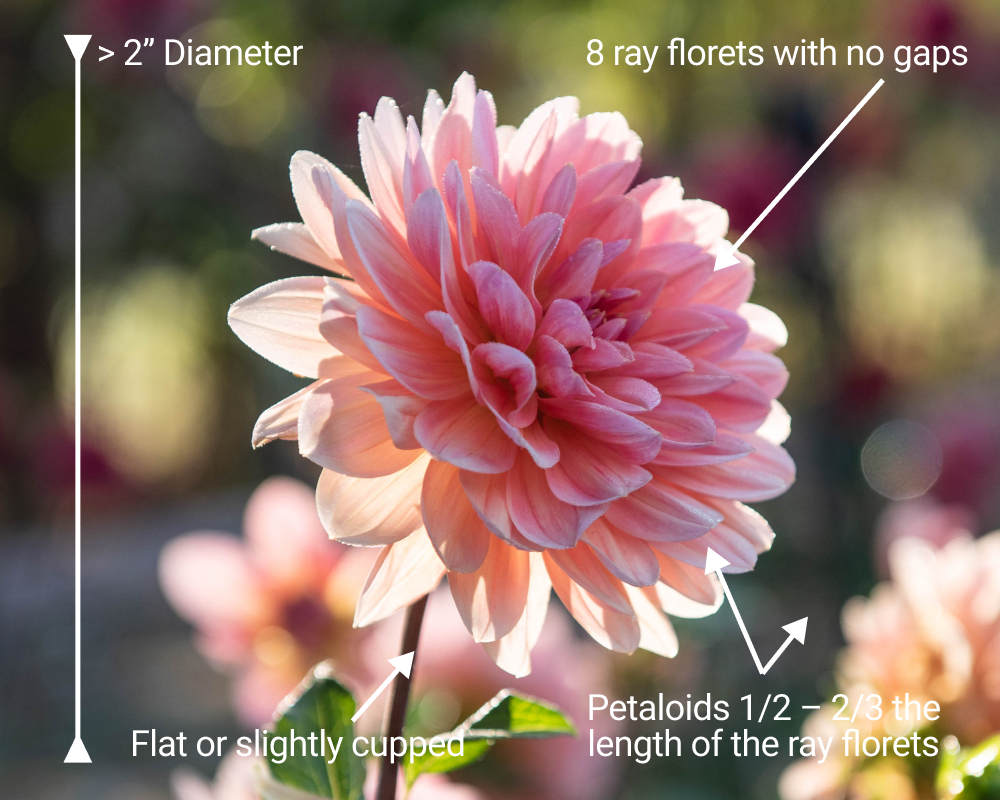 > 2” Diameter
8 ray florets with no gaps
Flat or slightly cupped
Petaloids 1/2 – 2/3 the
length of the ray florets